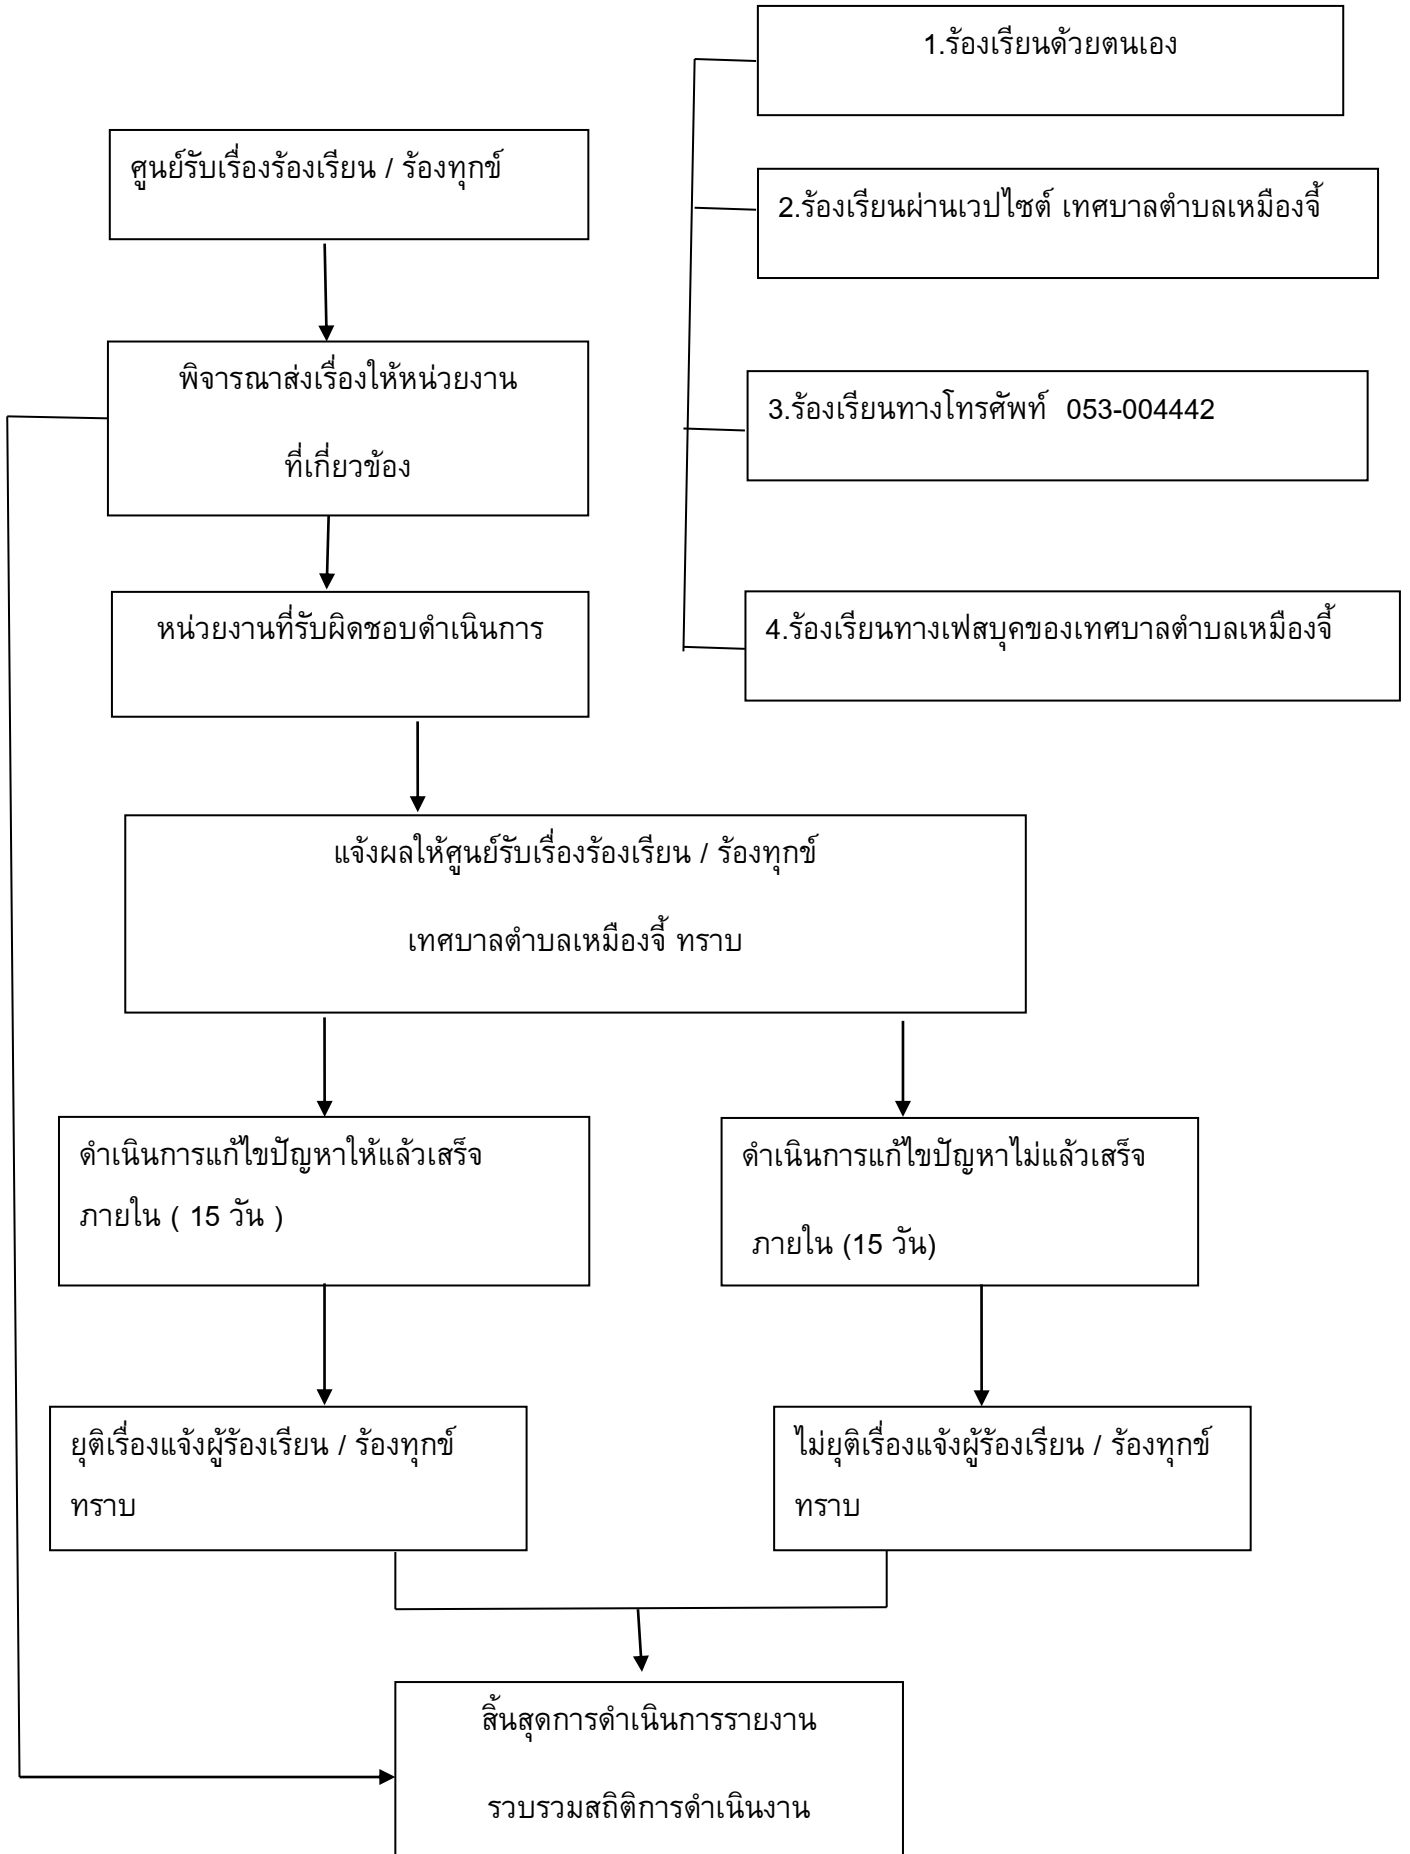 1.ร้องเรียนด้วยตนเอง
ศูนย์รับเรื่องร้องเรียน / ร้องทุกข์
2.ร้องเรียนผ่านเวปไซต์ เทศบาลตำบลเหมืองจี้
พิจารณาส่งเรื่องให้หน่วยงาน
ที่เกี่ยวข้อง
3.ร้องเรียนทางโทรศัพท์ 053-004442
หน่วยงานที่รับผิดชอบดำเนินการ
4.ร้องเรียนทางเฟสบุคของเทศบาลตำบลเหมืองจี้
แจ้งผลให้ศูนย์รับเรื่องร้องเรียน / ร้องทุกข์
เทศบาลตำบลเหมืองจี้ ทราบ
ดำเนินการแก้ไขปัญหาให้แล้วเสร็จ
ภายใน ( 15 วัน )
ดำเนินการแก้ไขปัญหาไม่แล้วเสร็จ
ภายใน (15 วัน)
ยุติเรื่องแจ้งผู้ร้องเรียน / ร้องทุกข์
ทราบ
ไม่ยุติเรื่องแจ้งผู้ร้องเรียน / ร้องทุกข์
ทราบ
สิ้นสุดการดำเนินการรายงาน
รวบรวมสถิติการดำเนินงาน